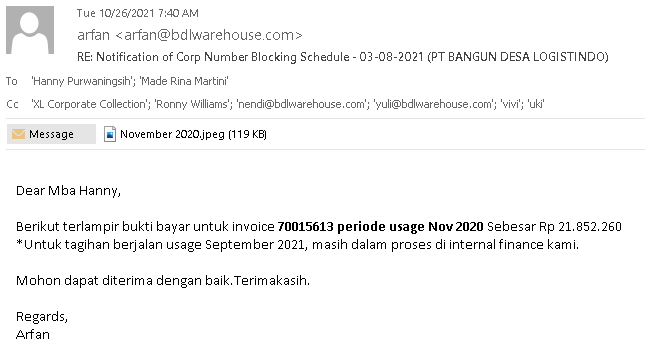 Tue 10/26/2021 7:40 AM
arfan <arfan@bdlwarehouse.com>
RE: Notification of Corp Number Blocking Schedule - 03-08-2021 (PT BANGUN DESA LOGISTINDO)
To 'Hanny Purwaningsih'; 'Made Rina Martini'
Cc 'XL Corporate Collection'; 'Ronny Williams'; 'nendi@bdlwarehouse.com'; 'yuli@bdlwarehouse.com'; 'vivi'; 'uki'
Message November 2020.jpeg (119 KB)
Dear Mba Hanny,
Berikut terlampir bukti bayar untuk invoice 70015613 periode usage Nov 2020 Sebesar Rp 21.852.260
*Untuk tagihan berjalan usage September 2021, masih dalam proses di internal finance kami.
Mohon dapat diterima dengan baik.Terimakasih.
Regards,
Arfan